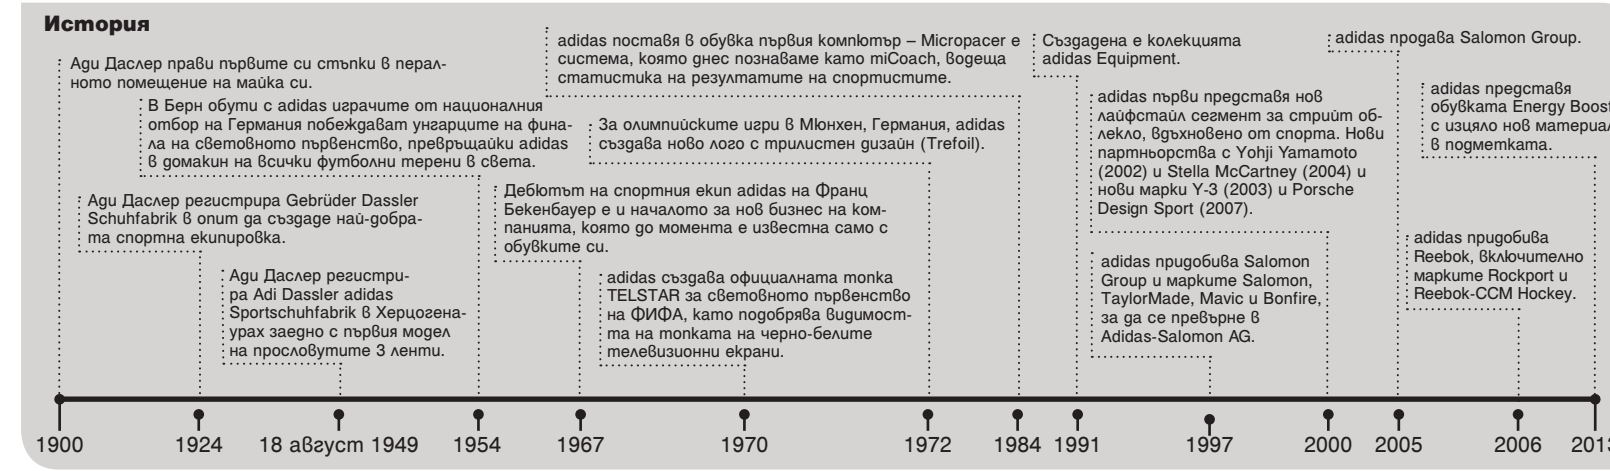 История
Ади Даслер прави първите си стъпки в перал-
ното помещение на майка си.
В Берн обути с adidas играчите от националния
отбор на Германия побеждават унгарците на фина-
ла на световното първенство, превръщайки adidas
в домакин на всички футболни терени в света.
Ади Даслер регистрира Gebrüder Dassler
Schuhfabrik в опит да създаде най-добра-
та спортна екипировка.
Ади Даслер регистри-
ра Adi Dassler adidas
Sportschuhfabrik в Херцогена-
урах заедно с първия модел
на прословутите 3 ленти.
adidas поставя в обувка първия компютър – Micropacer е
система, която днес познаваме като miCoach, водеща
статистика на резултатите на спортистите.
За олимпийските игри в Мюнхен, Германия, adidas
създава ново лого с трилистен дизайн (Trefoil).
Дебютът на спортния екип adidas на Франц
Бекенбауер е и началото за нов бизнес на ком-
панията, която до момента е известна само с
обувките си.
adidas създава официалната топка
TELSTAR за световното първенство
на ФИФА, като подобрява видимост-
та на топката на черно-белите
телевизионни екрани.
Създадена е колекцията
adidas Equipment.
adidas първи представя нов
лайфстайл сегмент за стрийт об-
лекло, вдъхновено от спорта. Нови
партньорства с Yohji Yamamoto
(2002) и Stella McCartney (2004) и
нови марки Y-3 (2003) и Porsche
Design Sport (2007).
adidas придобива Salomon
Group и марките Salomon,
TaylorMade, Mavic и Bonfire,
за да се превърне в
Adidas-Salomon AG.
adidas продава Salomon Group.
adidas представя
обувката Energy Boost
с изцяло нов материал
в подметката.
adidas придобива
Reebok, включително
марките Rockport и
Reebok-CCM Hockey.
1900 1924 18 август 1949 1954 1967 1970 1972 1984 1991 1997 2000 2005 2006 2013